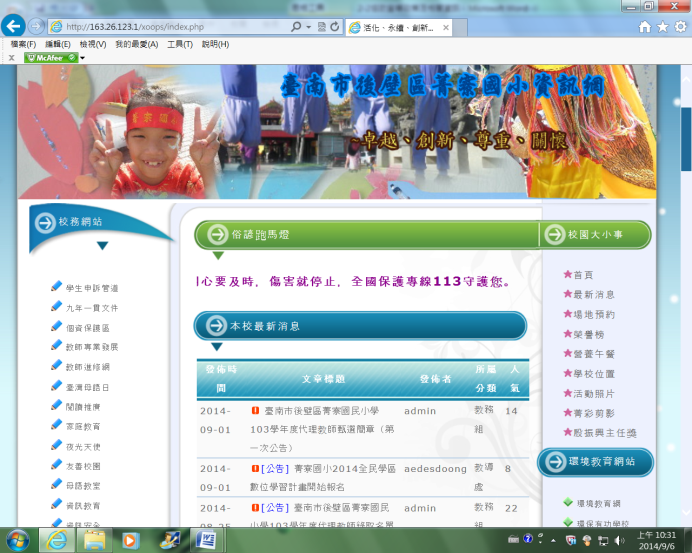 http://163.26.123.1/xoops/index.php
活化、永續、創新...
檔案(F) 編輯(E) 檢視(V) 我的最愛(A) 工具(T) 說明(H)
x McAfee
臺南市後壁區菁寮國小資訊網
~卓越、創新、尊重、關懷
校務網站
學生申訴管道
九年一貫文件
個資保護區
教師專業發展
教師進修網
臺灣母語日
閱讀推廣
家庭教育
夜光天使
友善校園
母語教室
資訊教育
資訊安全
俗諺跑馬燈
心要及時，傷害就停止，全國保護專線113守護您。
本校最新消息
發佈時間 文章標題 發佈者 所屬分類 人氣
2014-09-01 臺南市後壁區菁寮國民小學103學年度代理教師甄選簡章（第一次公告） admin 教務組 14
2014-09-01 [公告] 菁寮國小2014全民學區數位學習計畫開始報名 aedesdoong 教導處 8
2014-08-25 [公告] 臺南市後壁區菁寮國民小學103學年度代理教師錄取名單 admin 教務組 22
校園大小事
首頁
最新消息
場地預約
榮譽榜
營養午餐
學校位置
活動照片
菁彩剪影
殷振興主任獎
環境教育網站
環境教育網
環保有功學校
上午 10:31
2014/9/6